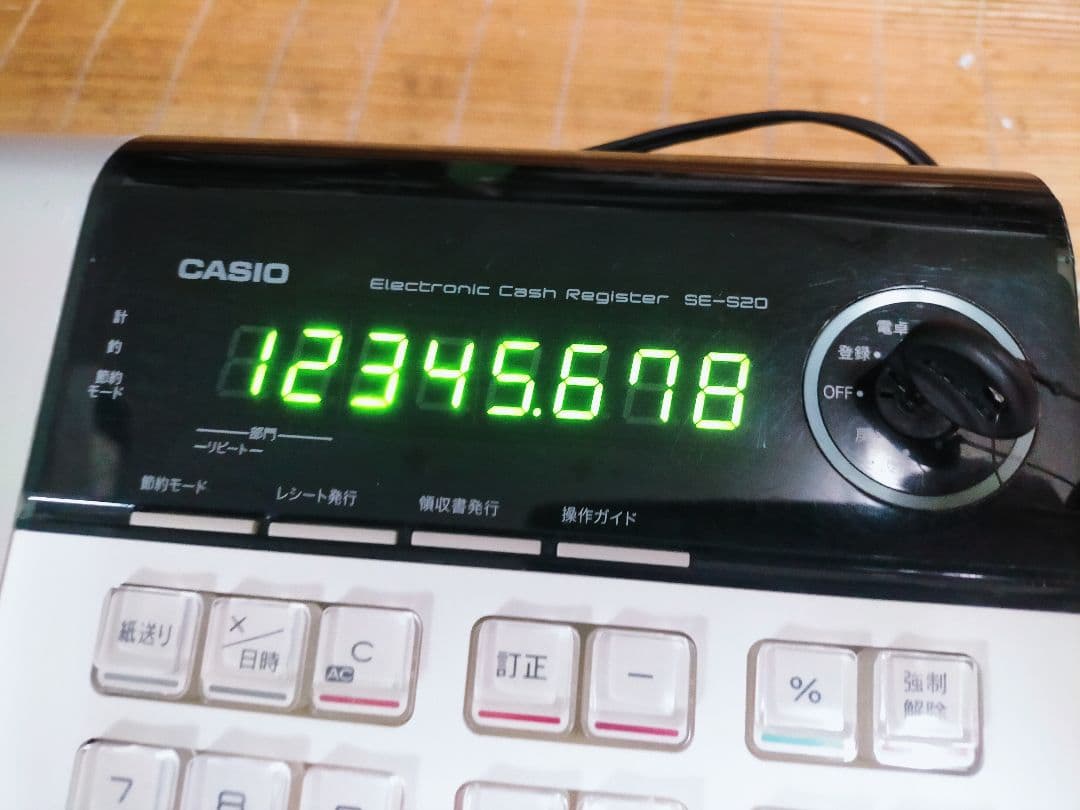 CASIO
Electronic Cash Register SE-S20
計
釣
節約
モード
12345.678
部門
リピート
電卓
登録
OFF
戻
節約モード
レシート発行
領収書発行
操作ガイド
紙送り
×/日時
C
AC
訂正
−
%
強制
解除
7